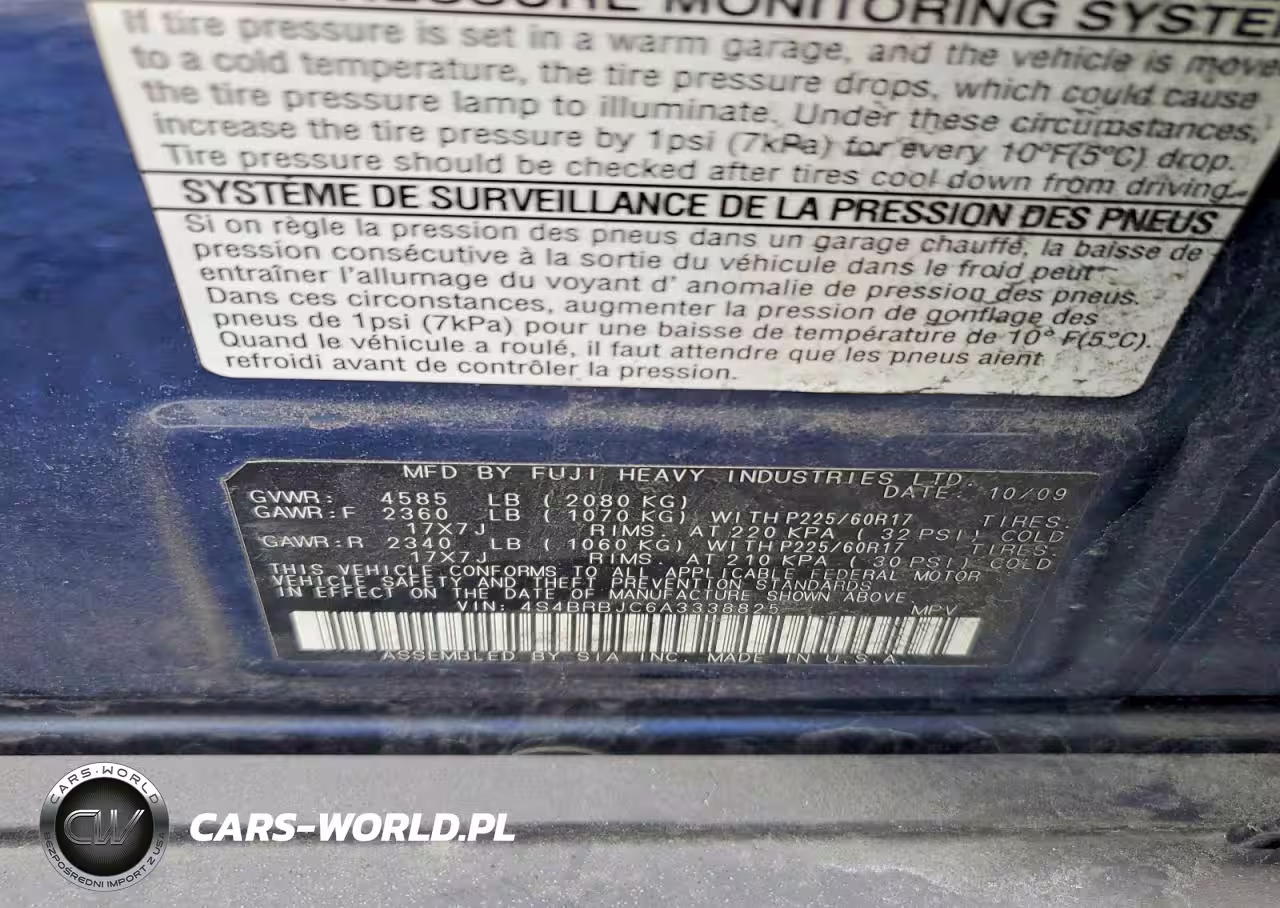 PRESSURE MONITORING SYSTEM
If tire pressure is set in a warm garage, and the vehicle is move
to a cold temperature, the tire pressure drops, which could cause
the tire pressure lamp to illuminate. Under these circumstances,
increase the tire pressure by 1psi (7kPa) for every 10°F(5°C) drop.
Tire pressure should be checked after tires cool down from driving.
SYSTÈME DE SURVEILLANCE DE LA PRESSION DES PNEUS
Si on règle la pression des pneus dans un garage chauffé, la baisse de
pression consécutive à la sortie du véhicule dans le froid peut
entraîner l'allumage du voyant d' anomalie de pression des pneus.
Dans ces circonstances, augmenter la pression de gonflage des
pneus de 1psi (7kPa) pour une baisse de température de 10° F(5°C).
Quand le véhicule a roulé, il faut attendre que les pneus aient
refroidi avant de contrôler la pression.
MFD BY FUJI HEAVY INDUSTRIES LTD.
DATE: 10/09
GVWR: 4585 LB (2080 KG)
GAWR:F 2360 LB (1070 KG) WITH P225/60R17 TIRES.
17X7J RIMS. AT 220 KPA (32 PSI) COLD
GAWR:R 2340 LB (1060 KG) WITH P225/60R17 TIRES.
17X7J RIMS. AT 210 KPA (30 PSI) COLD
THIS VEHICLE CONFORMS TO ALL APPLICABLE FEDERAL MOTOR
VEHICLE SAFETY AND THEFT PREVENTION STANDARDS
IN EFFECT ON THE DATE OF MANUFACTURE SHOWN ABOVE.
VIN: 4S4BRBJC6A3338825 MPV
ASSEMBLED BY SIA INC. MADE IN U.S.A.
CARS-WORLD
CW
BEZPOŚREDNI IMPORT Z USA
CARS-WORLD.PL